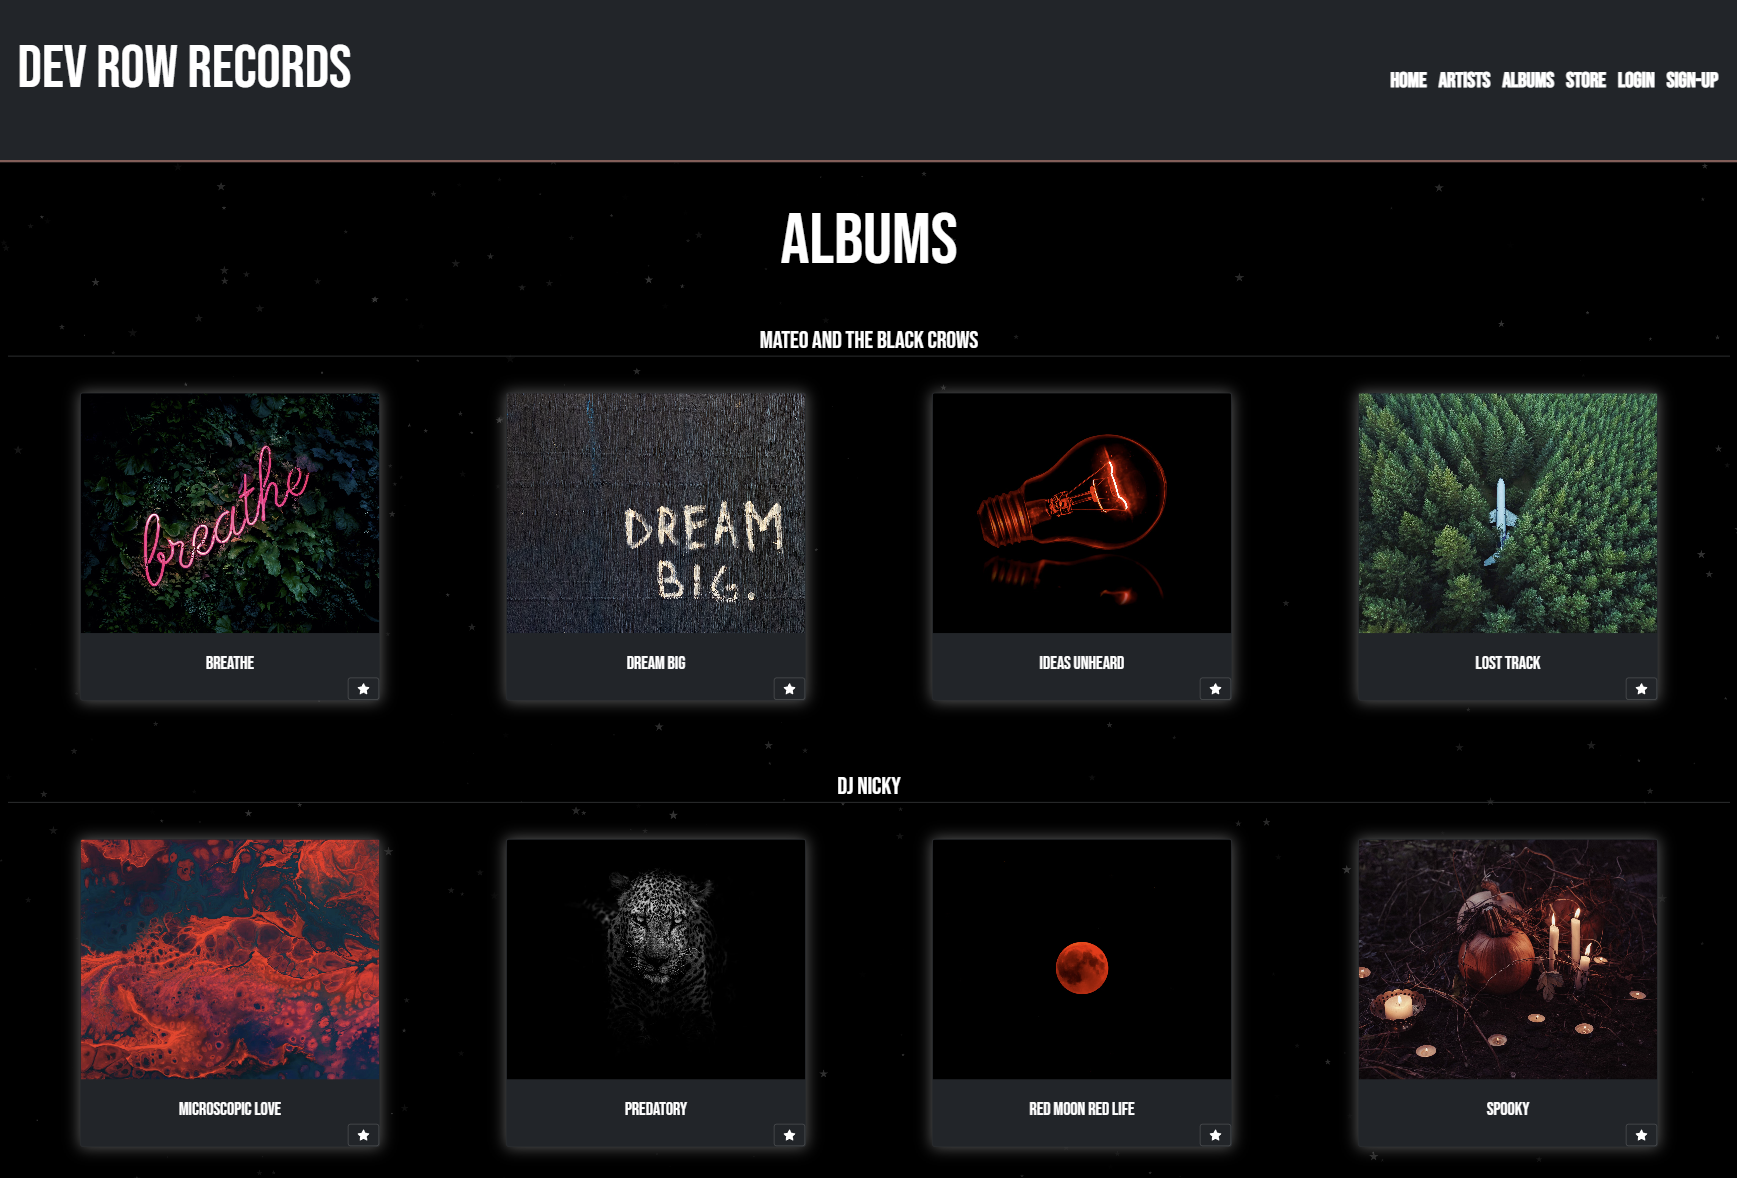 DEV ROW RECORDS
HOME ARTISTS ALBUMS STORE LOGIN SIGN-UP
ALBUMS
MATEO AND THE BLACK CROWS
breathe
DREAM
BIG.
BREATHE
DREAM BIG
IDEAS UNHEARD
LOST TRACK
DJ NICKY
MICROSCOPIC LOVE
PREDATORY
RED MOON RED LIFE
SPOOKY